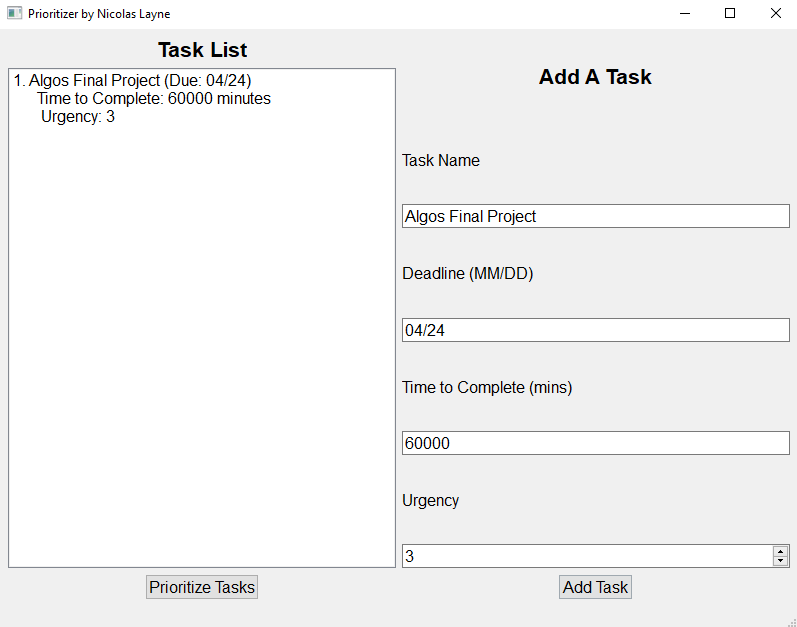 Prioritizer by Nicolas Layne
Task List
1. Algos Final Project (Due: 04/24)
Time to Complete: 60000 minutes
Urgency: 3
Prioritize Tasks
Add A Task
Task Name
Algos Final Project
Deadline (MM/DD)
04/24
Time to Complete (mins)
60000
Urgency
3
Add Task